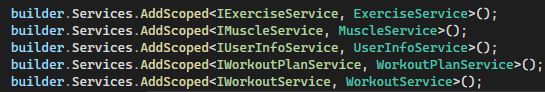 builder.Services.AddScoped<IExerciseService, ExerciseService>();
builder.Services.AddScoped<IMuscleService, MuscleService>();
builder.Services.AddScoped<IUserInfoService, UserInfoService>();
builder.Services.AddScoped<IWorkoutPlanService, WorkoutPlanService>();
builder.Services.AddScoped<IWorkoutService, WorkoutService>();